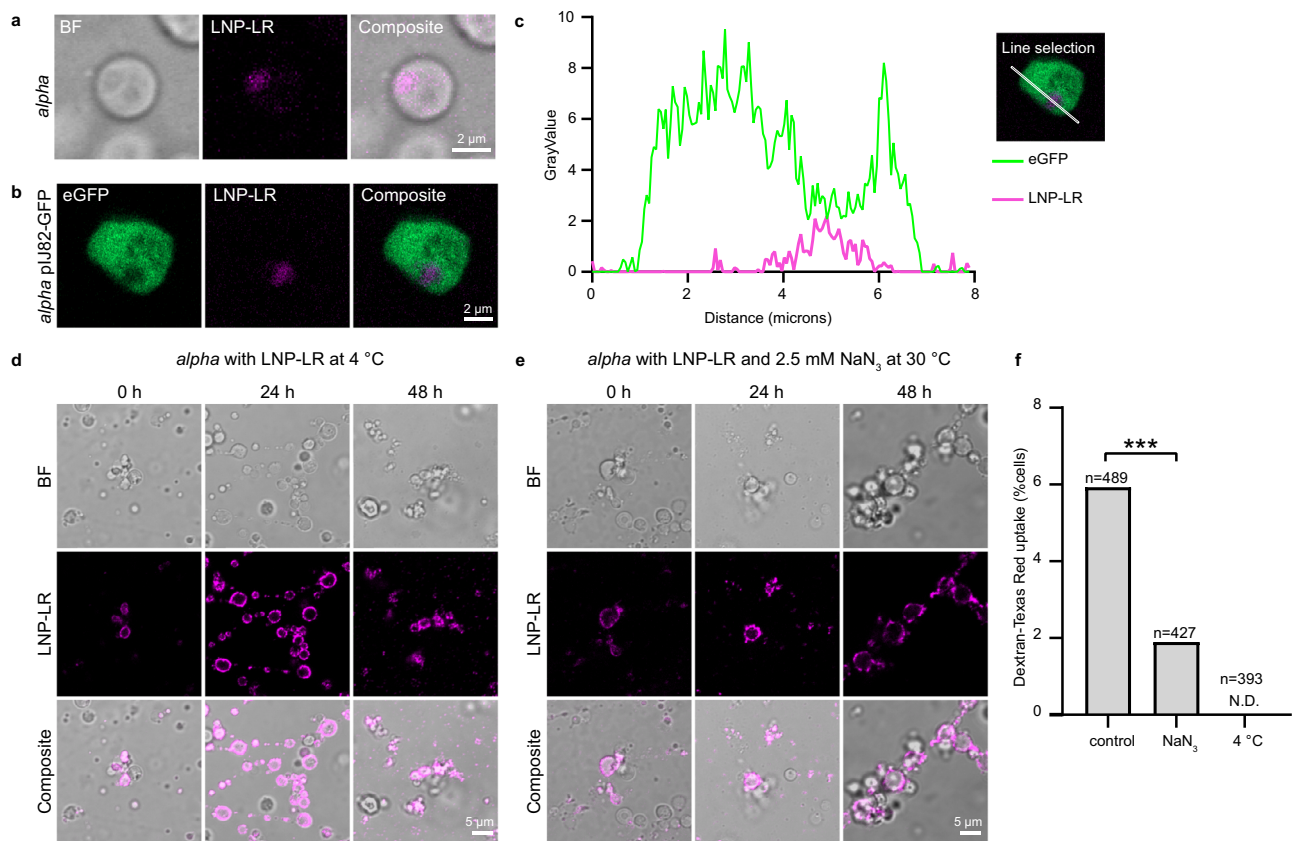 a
BF
LNP-LR
Composite
alpha
2 µm
b
eGFP
LNP-LR
Composite
alpha pIJ82-GFP
2 µm
c
10
8
6
4
2
0
GrayValue
0
2
4
6
8
Distance (microns)
Line selection
eGFP
LNP-LR
d
alpha with LNP-LR at 4 °C
0 h
24 h
48 h
BF
LNP-LR
Composite
5 µm
e
alpha with LNP-LR and 2.5 mM NaN₃ at 30 °C
0 h
24 h
48 h
BF
LNP-LR
Composite
5 µm
f
8
6
4
2
0
Dextran-Texas Red uptake (%cells)
***
n=489
n=427
n=393
N.D.
control
NaN₃
4 °C